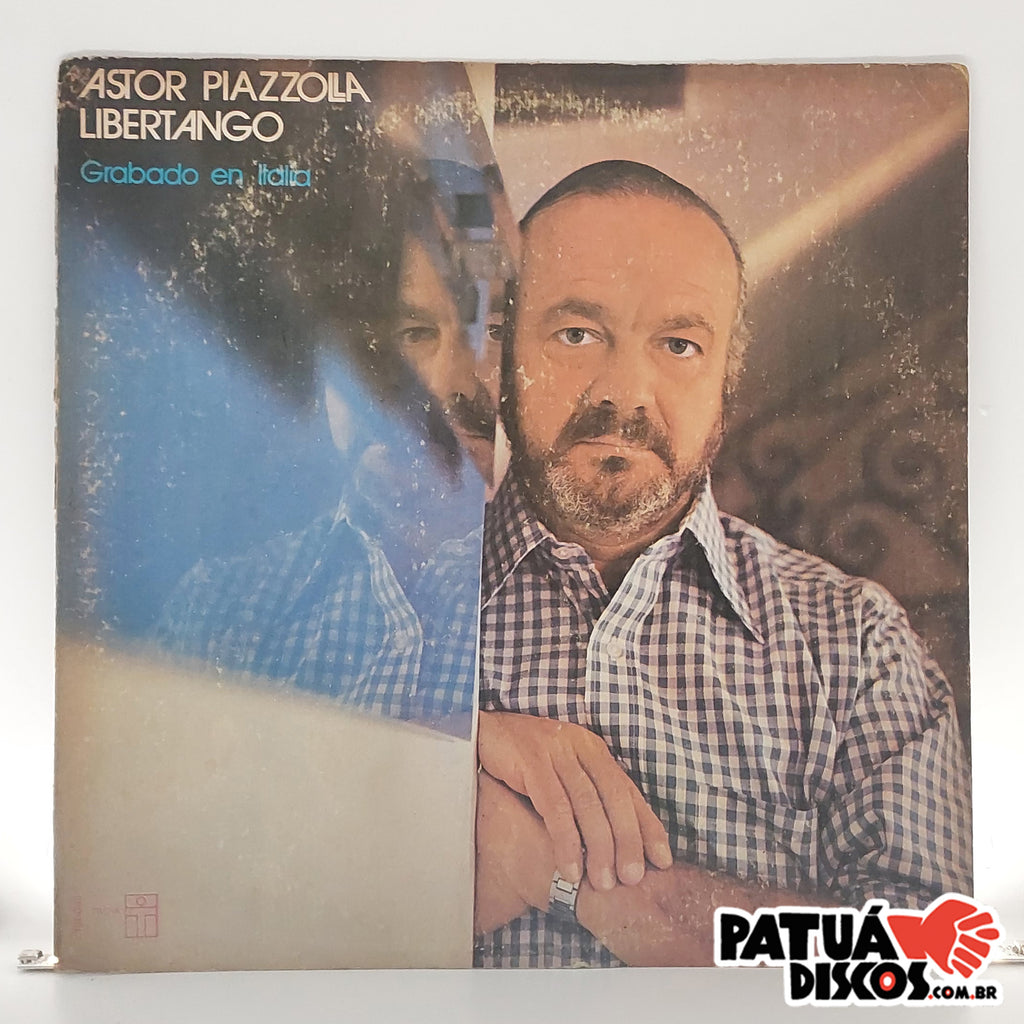 ASTOR PIAZZOLLA
LIBERTANGO
Grabado en Italia
PATUÁ
DISCOS.COM.BR